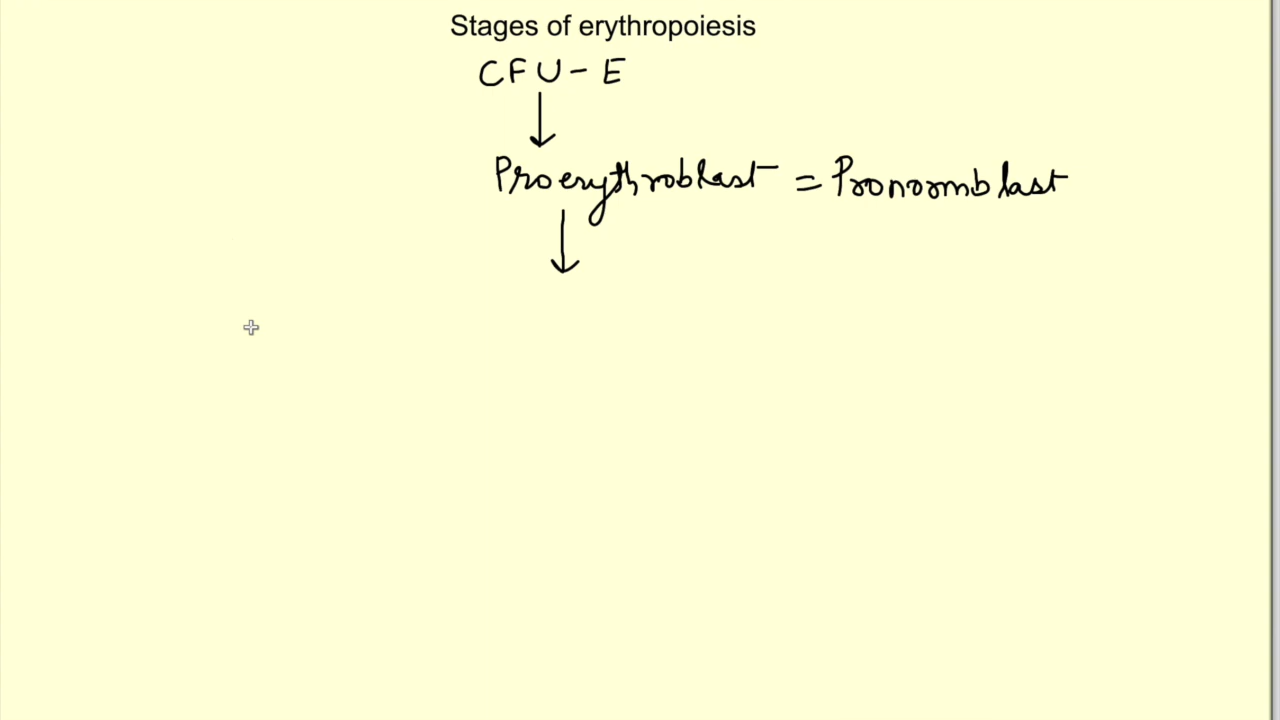 Stages of erythropoiesis
CFU - E
Proerythroblast = Pronormblast